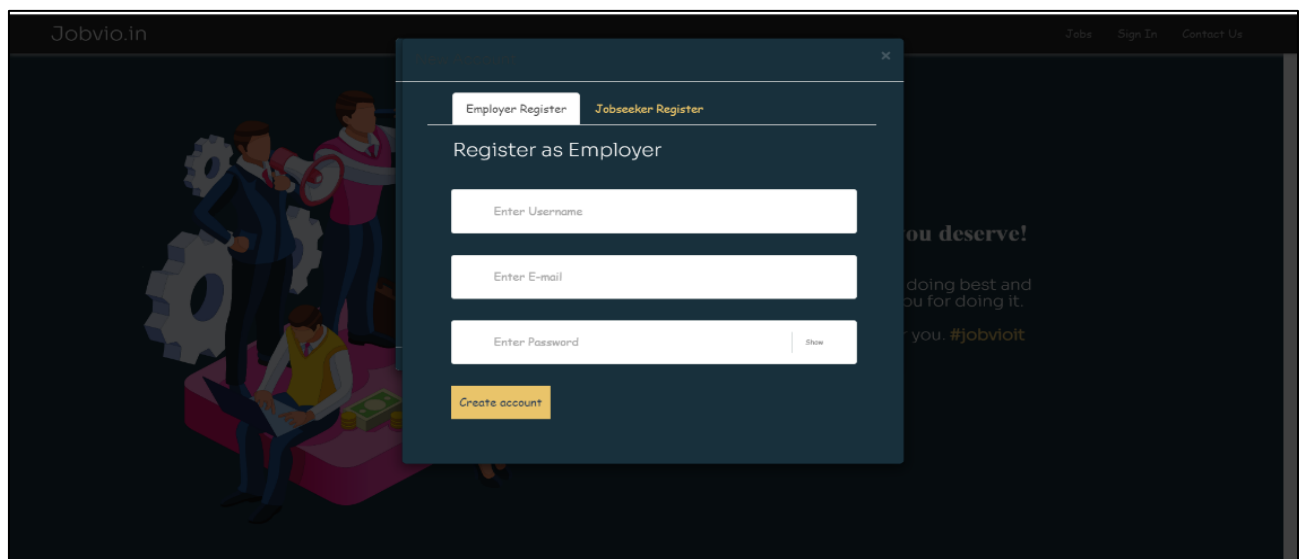 Jobvio.in
Jobs Sign In Contact Us
×
Employer Register Jobseeker Register
Register as Employer
Enter Username
Enter E-mail
Enter Password Show
Create account
ou deserve!
doing best and
ou for doing it.
you. #jobvioit